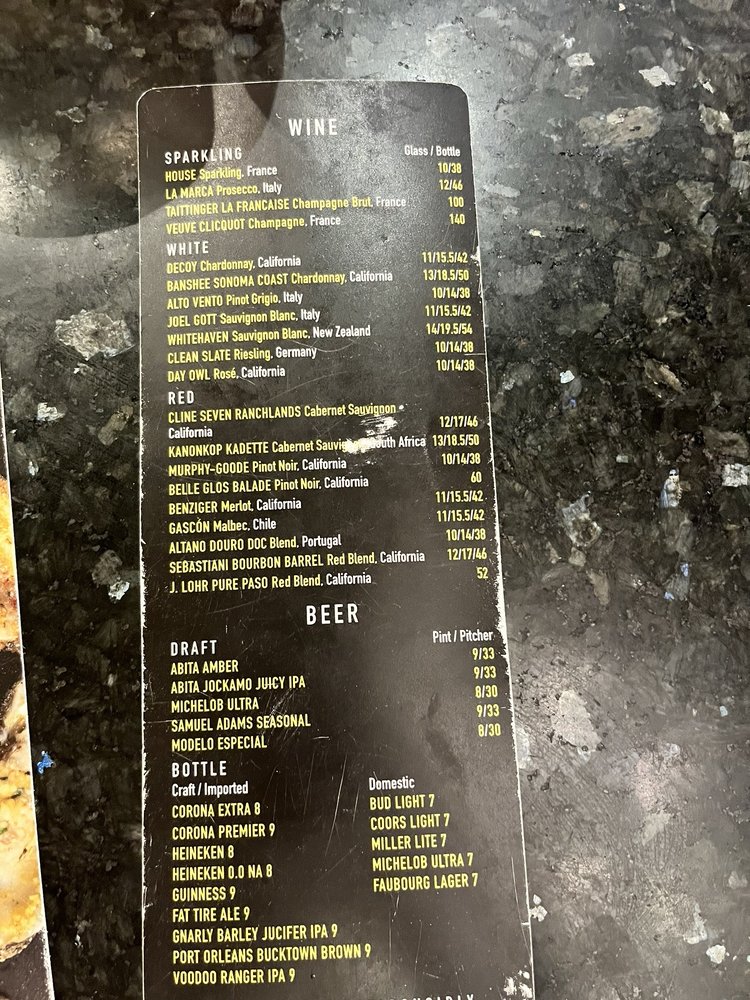 WINE
SPARKLING Glass / Bottle
HOUSE Sparkling, France 10/38
LA MARCA Prosecco, Italy 12/46
TAITTINGER LA FRANCAISE Champagne Brut, France 100
VEUVE CLICQUOT Champagne, France 140
WHITE
DECOY Chardonnay, California 11/15.5/42
BANSHEE SONOMA COAST Chardonnay, California 13/18.5/50
ALTO VENTO Pinot Grigio, Italy 10/14/38
JOEL GOTT Sauvignon Blanc, Italy 11/15.5/42
WHITEHAVEN Sauvignon Blanc, New Zealand 14/19.5/54
CLEAN SLATE Riesling, Germany 10/14/38
DAY OWL Rosé, California 10/14/38
RED
CLINE SEVEN RANCHLANDS Cabernet Sauvignon •
California 12/17/46
KANONKOP KADETTE Cabernet South Africa 13/18.5/50
MURPHY-GOODE Pinot Noir, California 10/14/38
BELLE GLOS BALADE Pinot Noir, California 60
BENZIGER Merlot, California 11/15.5/42
GASCÓN Malbec, Chile 11/15.5/42
ALTANO DOURO DOC Blend, Portugal 10/14/38
SEBASTIANI BOURBON BARREL Red Blend, California 12/17/46
J. LOHR PURE PASO Red Blend, California 52
BEER
DRAFT Pint / Pitcher
ABITA AMBER 9/33
ABITA JOCKAMO JUICY IPA 9/33
MICHELOB ULTRA 8/30
SAMUEL ADAMS SEASONAL 9/33
MODELO ESPECIAL 8/30
BOTTLE
Craft / Imported
CORONA EXTRA 8
CORONA PREMIER 9
HEINEKEN 8
HEINEKEN 0.0 NA 8
GUINNESS 9
FAT TIRE ALE 9
GNARLY BARLEY JUCIFER IPA 9
PORT ORLEANS BUCKTOWN BROWN 9
VOODOO RANGER IPA 9
Domestic
BUD LIGHT 7
COORS LIGHT 7
MILLER LITE 7
MICHELOB ULTRA 7
FAUBOURG LAGER 7